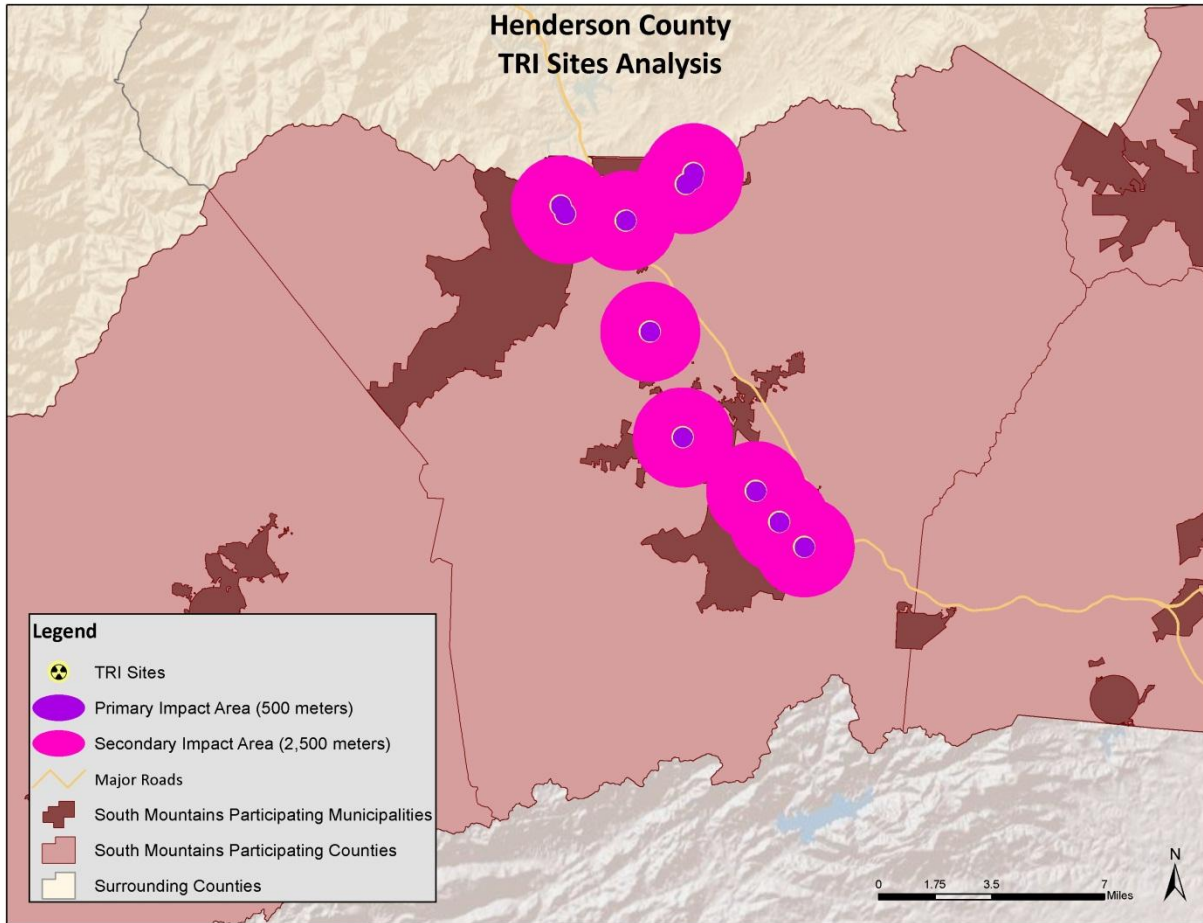 Henderson County
TRI Sites Analysis
Legend
TRI Sites
Primary Impact Area (500 meters)
Secondary Impact Area (2,500 meters)
Major Roads
South Mountains Participating Municipalities
South Mountains Participating Counties
Surrounding Counties
N
0 1.75 3.5 7
Miles